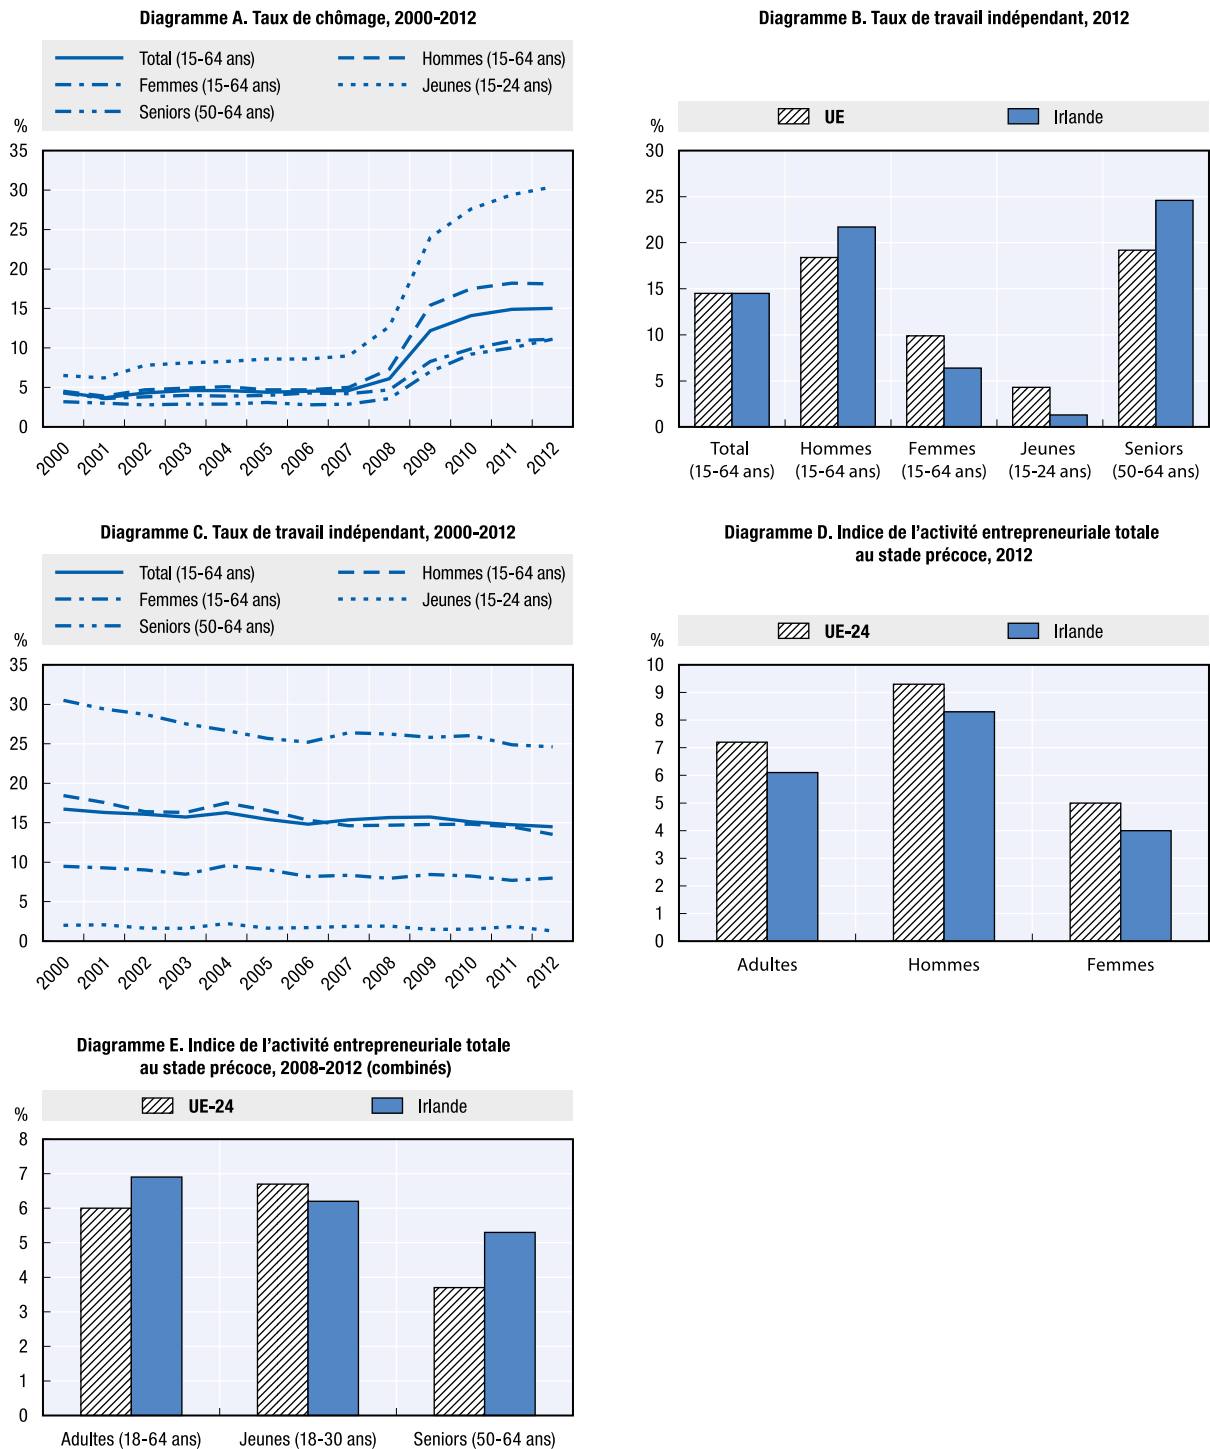 Diagramme A. Taux de chômage, 2000-2012
Total (15-64 ans)
Hommes (15-64 ans)
Femmes (15-64 ans)
Jeunes (15-24 ans)
Seniors (50-64 ans)
%
35
30
25
20
15
10
5
0
2000
2001
2002
2003
2004
2005
2006
2007
2008
2009
2010
2011
2012
Diagramme B. Taux de travail indépendant, 2012
UE
Irlande
%
30
25
20
15
10
5
0
Total
(15-64 ans)
Hommes
(15-64 ans)
Femmes
(15-64 ans)
Jeunes
(15-24 ans)
Seniors
(50-64 ans)
Diagramme C. Taux de travail indépendant, 2000-2012
Total (15-64 ans)
Hommes (15-64 ans)
Femmes (15-64 ans)
Jeunes (15-24 ans)
Seniors (50-64 ans)
%
35
30
25
20
15
10
5
0
2000
2001
2002
2003
2004
2005
2006
2007
2008
2009
2010
2011
2012
Diagramme D. Indice de l'activité entrepreneuriale totale
au stade précoce, 2012
UE-24
Irlande
%
10
9
8
7
6
5
4
3
2
1
0
Adultes
Hommes
Femmes
Diagramme E. Indice de l'activité entrepreneuriale totale
au stade précoce, 2008-2012 (combinés)
UE-24
Irlande
%
8
7
6
5
4
3
2
1
0
Adultes (18-64 ans)
Jeunes (18-30 ans)
Seniors (50-64 ans)